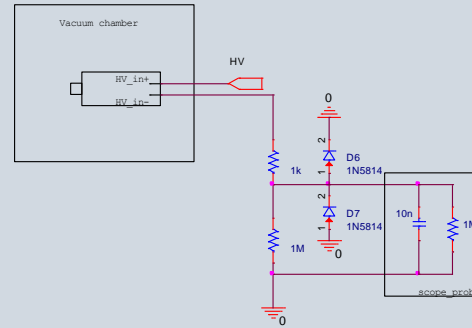 Vacuum chamber
HV
HV_in+
HV_in-
0
2
D6
1k
1
1N5814
2
D7
10n
1M
1
1N5814
1M
0
scope_prob
0